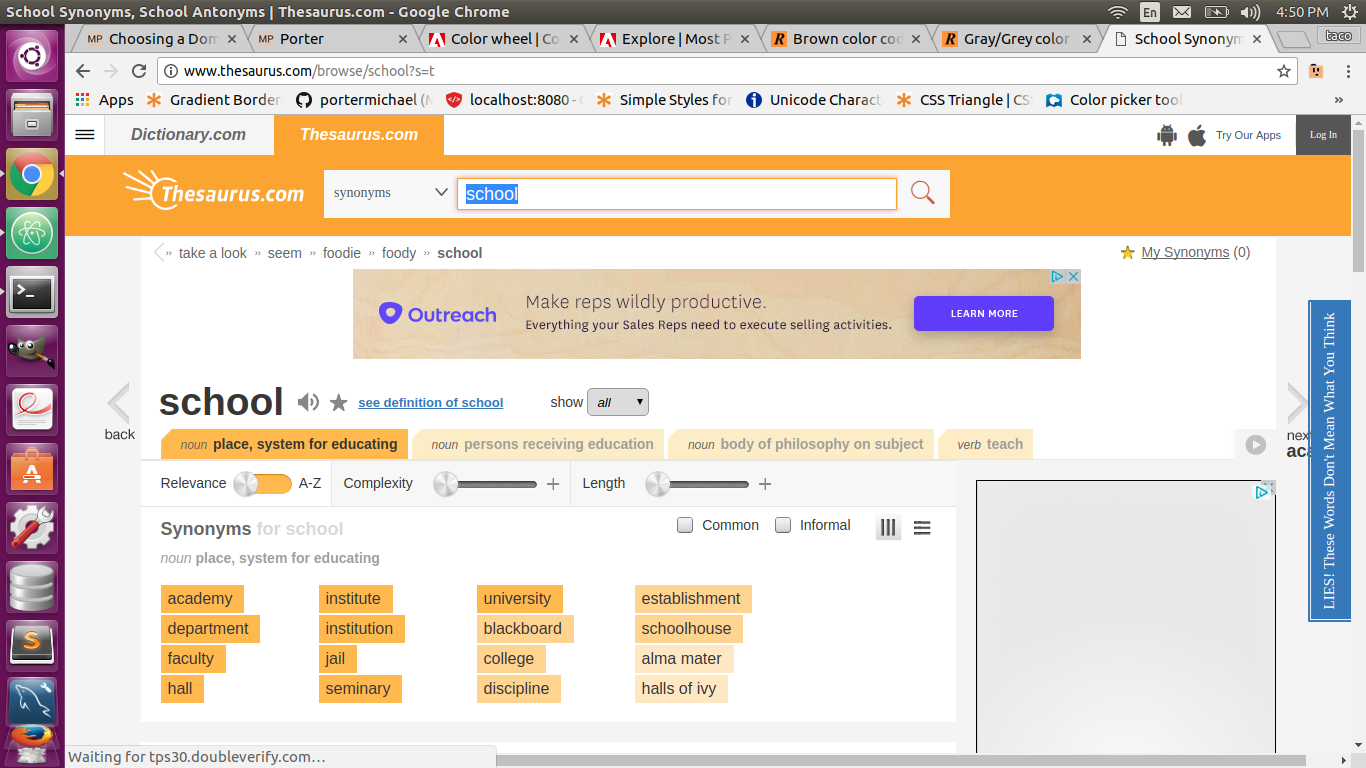 School Synonyms, School Antonyms | Thesaurus.com - Google Chrome
En
4:50 PM
MP Choosing a Dom
MP Porter
Color wheel | Co
Explore | Most P
Brown color cod
Gray/Grey color
School Synonym
taco
www.thesaurus.com/browse/school?s=t
Apps
Gradient Border
portermichael (M
localhost:8080 -
Simple Styles for
Unicode Charact
CSS Triangle | CS
Color picker tool
»
Dictionary.com
Thesaurus.com
Try Our Apps
Log In
Thesaurus.com
synonyms
school
›› take a look ›› seem ›› foodie ›› foody ›› school
My Synonyms (0)
Outreach
Make reps wildly productive.
Everything your Sales Reps need to execute selling activities.
LEARN MORE
LIES! These Words Don't Mean What You Think
school
see definition of school
show
all
back
nex
aca
noun place, system for educating
noun persons receiving education
noun body of philosophy on subject
verb teach
Relevance
A-Z
Complexity
Length
Synonyms for school
Common
Informal
noun place, system for educating
academy
institute
university
establishment
department
institution
blackboard
schoolhouse
faculty
jail
college
alma mater
hall
seminary
discipline
halls of ivy
Waiting for tps30.doubleverify.com…